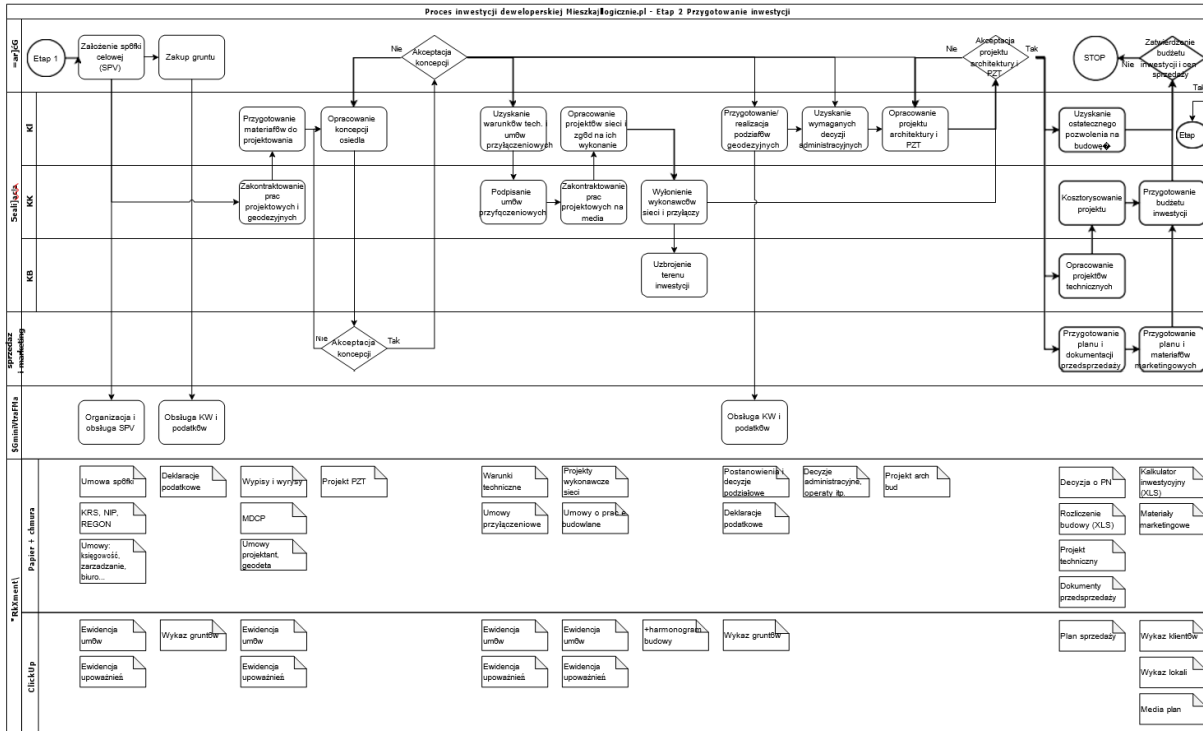 Proces inwestycji deweloperskiej Mieszkaj logicznie.pl - Etap 2 Przygotowanie inwestycji
Etap 1
Założenie spółki
celowej
(SPV)
Zakup gruntu
Nie
Akceptacja
koncepcji
Nie
Akceptacja
projektu
architektury i
PZT
Tak
STOP
Nie
Zatwierdzenie
budżetu
inwestycji i cen
sprzedaży
Tak
KI
Przygotowanie
materiałów do
projektowania
Opracowanie
koncepcji
osiedla
Uzyskanie
warunków tech. i
umów
przyłączeniowych
Opracowanie
projektów sieci i
zgód na ich
wykonanie
Przygotowanie/
realizacja
podziałów
geodezyjnych
Uzyskanie
wymaganych
decyzji
administracyjnych
Opracowanie
projektu
architektury i
PZT
Uzyskanie
ostatecznego
pozwolenia na
budowę
Etap
KK
Zakontraktowanie
prac
projektowych i
geodezyjnych
Podpisanie
umów
przyłączeniowych
Zakontraktowanie
prac
projektowych na
media
Wyłonienie
wykonawców
sieci i przyłączy
Kosztorysowanie
projektu
Przygotowanie
budżetu
inwestycji
KB
Uzbrojenie
terenu
inwestycji
Opracowanie
projektów
technicznych
sprzedaż
i marketing
Nie
Akceptacja
koncepcji
Tak
Przygotowanie
planu i
dokumentacji
przedsprzedaży
Przygotowanie
planu i
materiałów
marketingowych
Organizacja i
obsługa SPV
Obsługa KW i
podatków
Obsługa KW i
podatków
Papier + chmura
Umowa spółki
Deklaracje
podatkowe
Wypisy i wyrysy
Projekt PZT
Warunki
techniczne
Projekty
wykonawcze
sieci
Postanowienia i
decyzje
podziałowe
Decyzje
administracyjne,
operaty itp.
Projekt arch
bud
Decyzja o PN
Kalkulator
inwestycyjny
(XLS)
KRS, NIP,
REGON
MDCP
Umowy
przyłączeniowe
Umowy o prace
budowlane
Deklaracje
podatkowe
Rozliczenie
budowy (XLS)
Materiały
marketingowe
Umowy:
księgowość,
zarzadzanie,
biuro...
Umowy
projektant,
geodeta
Projekt
techniczny
Dokumenty
przedsprzedaży
ClickUp
Ewidencja
umów
Wykaz gruntów
Ewidencja
umów
Ewidencja
umów
Ewidencja
umów
+harmonogram
budowy
Wykaz gruntów
Plan sprzedaży
Wykaz klientów
Ewidencja
upoważnień
Ewidencja
upoważnień
Ewidencja
upoważnień
Ewidencja
upoważnień
Wykaz lokali
Media plan